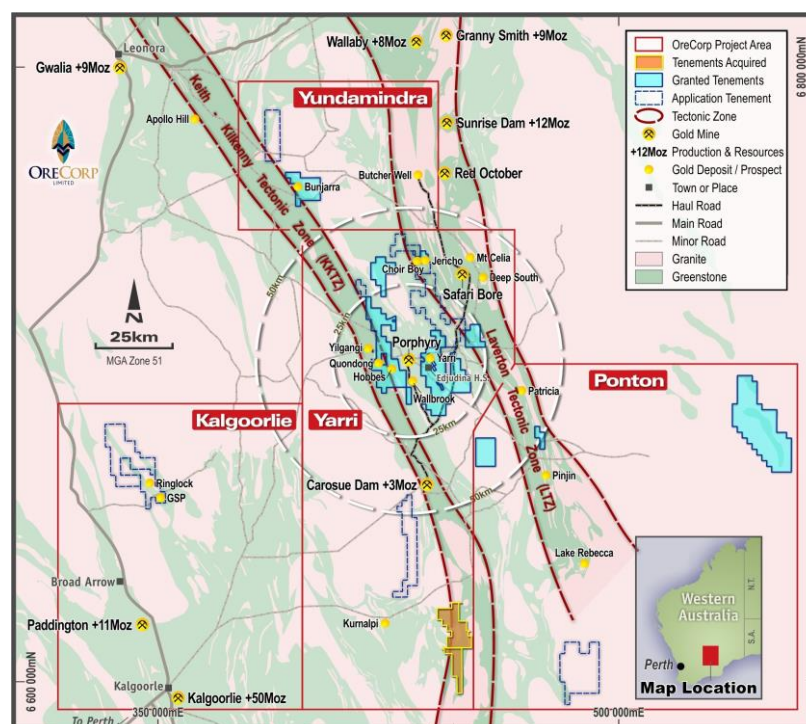 Leonora
Gwalia +9Moz
Wallaby +8Moz
Granny Smith +9Moz
ORECORP
LIMITED
Apollo Hill
Keith - Kilkenny Tectonic Zone (KKTZ)
Yundamindra
Sunrise Dam +12Moz
Butcher Well
Red October
Bunjarra
OreCorp Project Area
Tenements Acquired
Granted Tenements
Application Tenement
Tectonic Zone
Gold Mine
+12Moz Production & Resources
Gold Deposit / Prospect
Town or Place
Haul Road
Main Road
Minor Road
Granite
Greenstone
6 800 000mN
N
25km
MGA Zone 51
50km
25km
Choir Boy
Jericho
Mt Celia
Deep South
Safari Bore
Yilgangi
Porphyry
Quondong
Yarri
Hobbes
Edjudina H.S.
Wallbrook
25km
50km
Laverton Tectonic Zone (LTZ)
Patricia
Ponton
Kalgoorlie
Yarri
Ringlock
GSP
Carosue Dam +3Moz
Pinjin
Lake Rebecca
Broad Arrow
Paddington +11Moz
Kurnalpi
Kalgoorle
Kalgoorlie +50Moz
To Perth
6 600 000mN
350 000mE
500 000mE
Western
Australia
N.T.
S.A.
Perth
Map Location